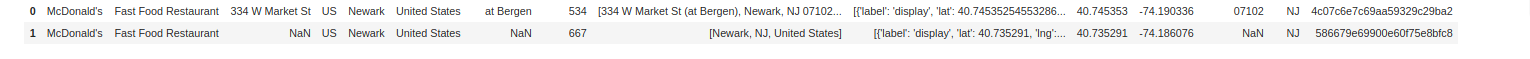 0 McDonald's Fast Food Restaurant 334 W Market St US Newark United States at Bergen 534 [334 W Market St (at Bergen), Newark, NJ 07102... [{'label': 'display', 'lat': 40.74535254553286... 40.745353 -74.190336 07102 NJ 4c07c6e7c69aa59329c29ba2
1 McDonald's Fast Food Restaurant NaN US Newark United States NaN 667 [Newark, NJ, United States] [{'label': 'display', 'lat': 40.735291, 'lng':... 40.735291 -74.186076 NaN NJ 586679e69900e60f75e8bfc8